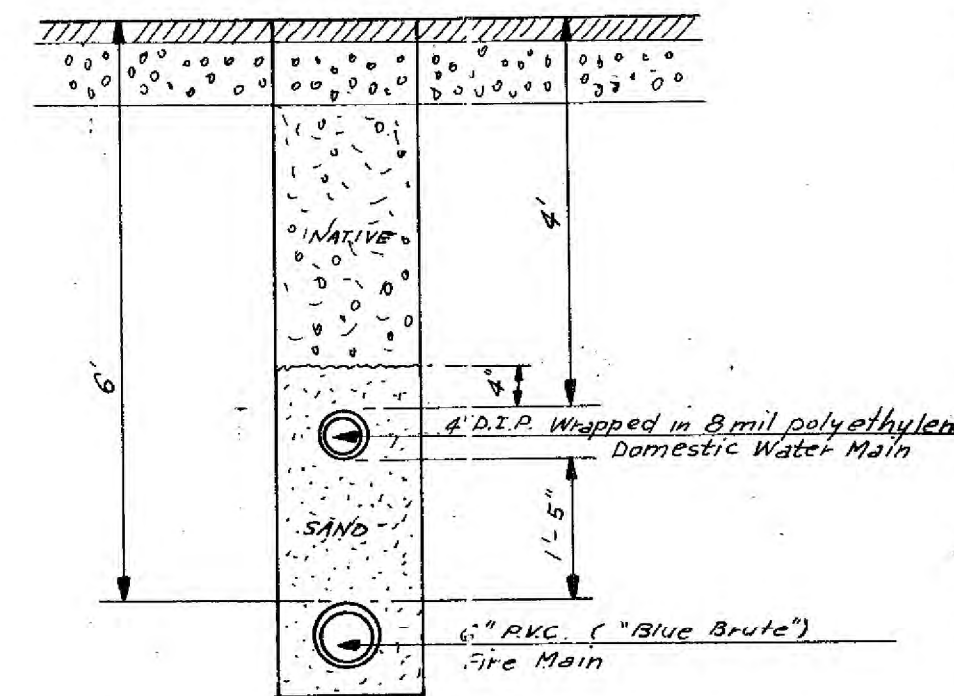 4'
NATIVE
6'
4"
4" D.I.P. Wrapped in 8 mil polyethylen
Domestic Water Main
SAND
1'-5"
6" P.V.C. ( "Blue Brute")
Fire Main